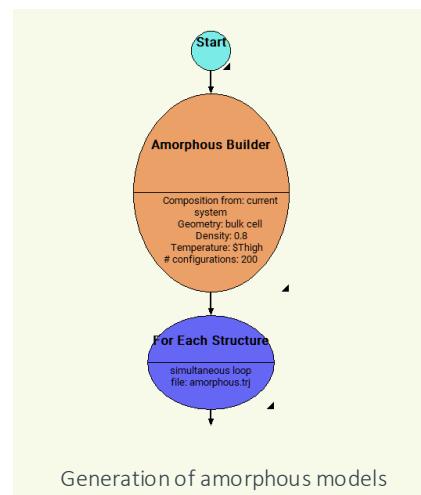 Start
Amorphous Builder
Composition from: current
system
Geometry: bulk cell
Density: 0.8
Temperature: $Thigh
# configurations: 200
For Each Structure
simultaneous loop
file: amorphous.trj
Generation of amorphous models